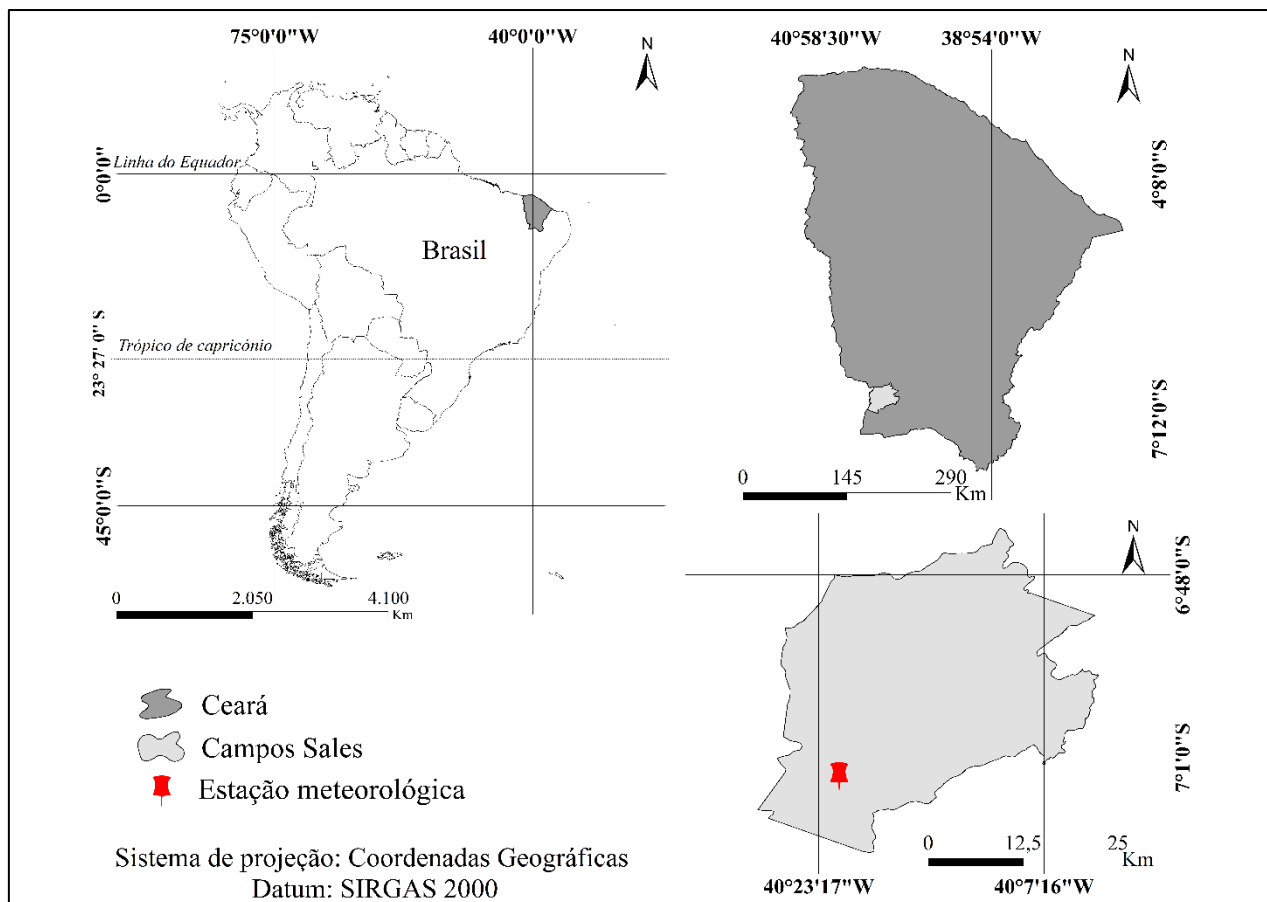 75°0'0"W
40°0'0"W
N
Linha do Equador
0°0'0"
Brasil
Trópico de capricónio
23° 27' 0" S
45°0'0"S
0 2.050 4.100
Km
40°58'30"W
38°54'0"W
N
4°8'0"S
7°12'0"S
0 145 290
Km
N
6°48'0"S
7°1'0"S
0 12,5 25
Km
40°23'17"W
40°7'16"W
Ceará
Campos Sales
Estação meteorológica
Sistema de projeção: Coordenadas Geográficas
Datum: SIRGAS 2000